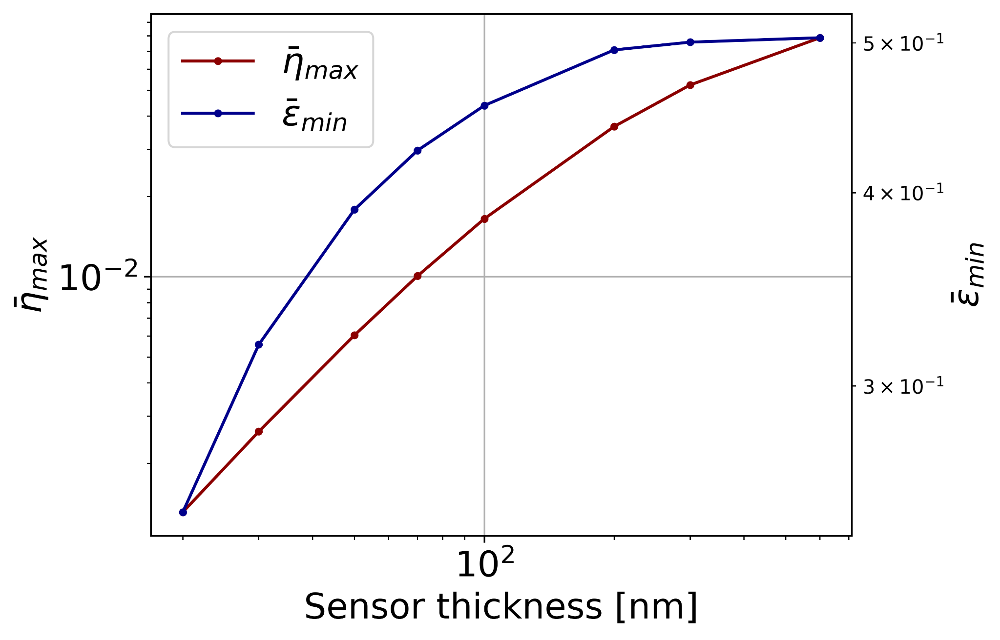 η̄max
ε̄min
η̄max
10⁻²
5 × 10⁻¹
4 × 10⁻¹
3 × 10⁻¹
ε̄min
10²
Sensor thickness [nm]